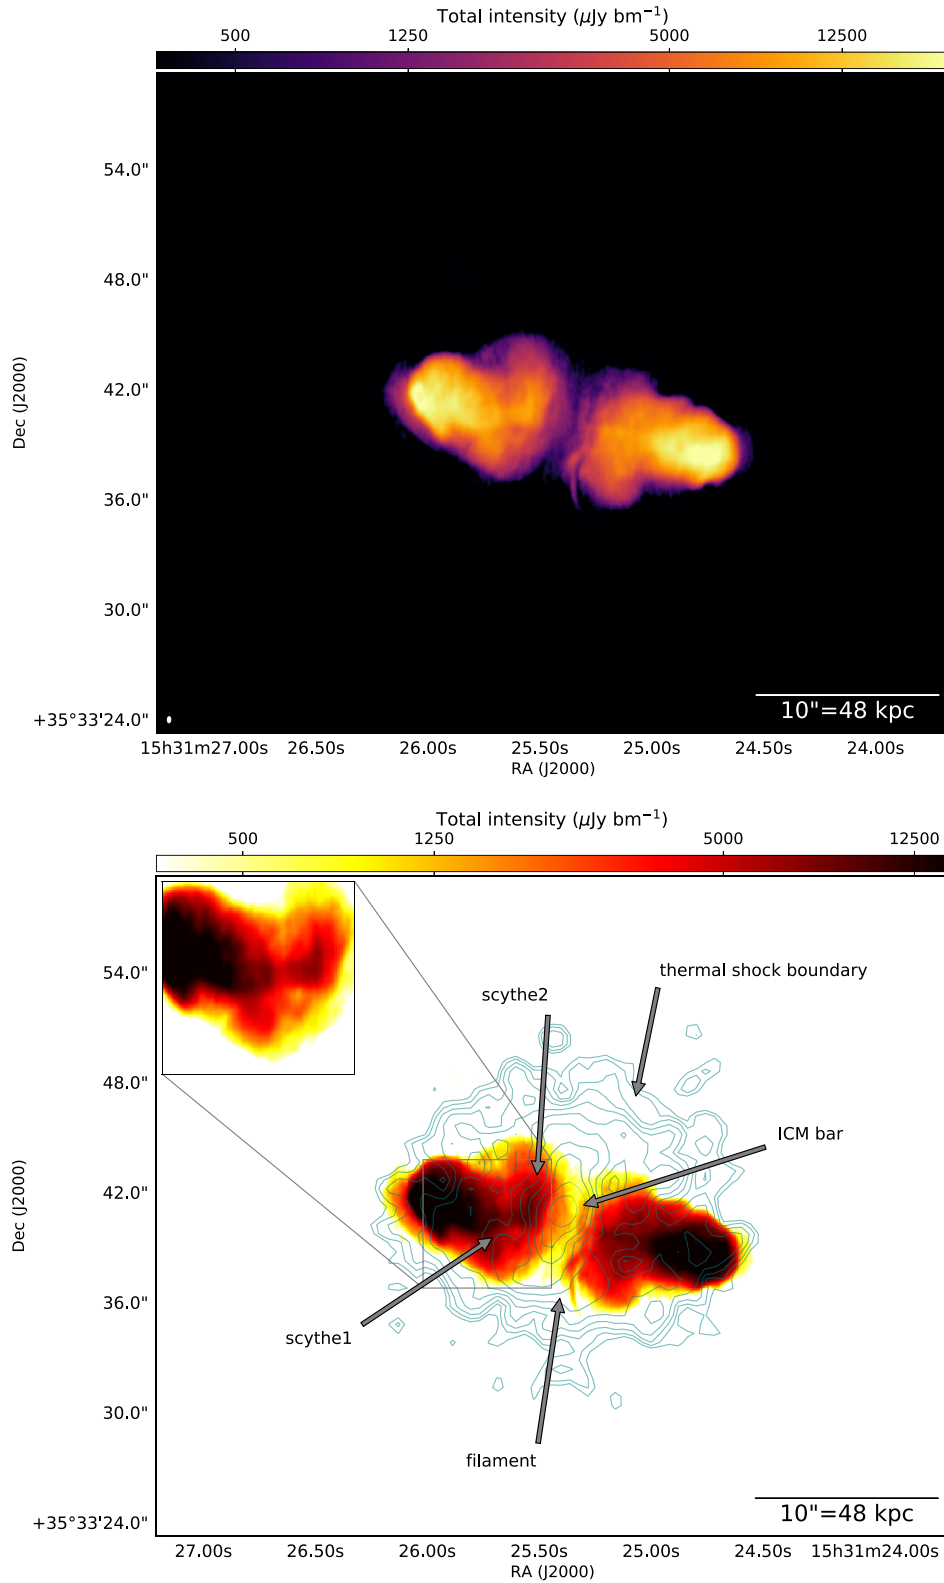 Total intensity (μJy bm⁻¹)
500 1250 5000 12500
54.0"
48.0"
42.0"
36.0"
30.0"
+35°33'24.0"
Dec (J2000)
10"=48 kpc
15h31m27.00s 26.50s 26.00s 25.50s 25.00s 24.50s 24.00s
RA (J2000)
Total intensity (μJy bm⁻¹)
500 1250 5000 12500
54.0"
48.0"
42.0"
36.0"
30.0"
+35°33'24.0"
Dec (J2000)
thermal shock boundary
scythe2
ICM bar
scythe1
filament
10"=48 kpc
27.00s 26.50s 26.00s 25.50s 25.00s 24.50s 15h31m24.00s
RA (J2000)